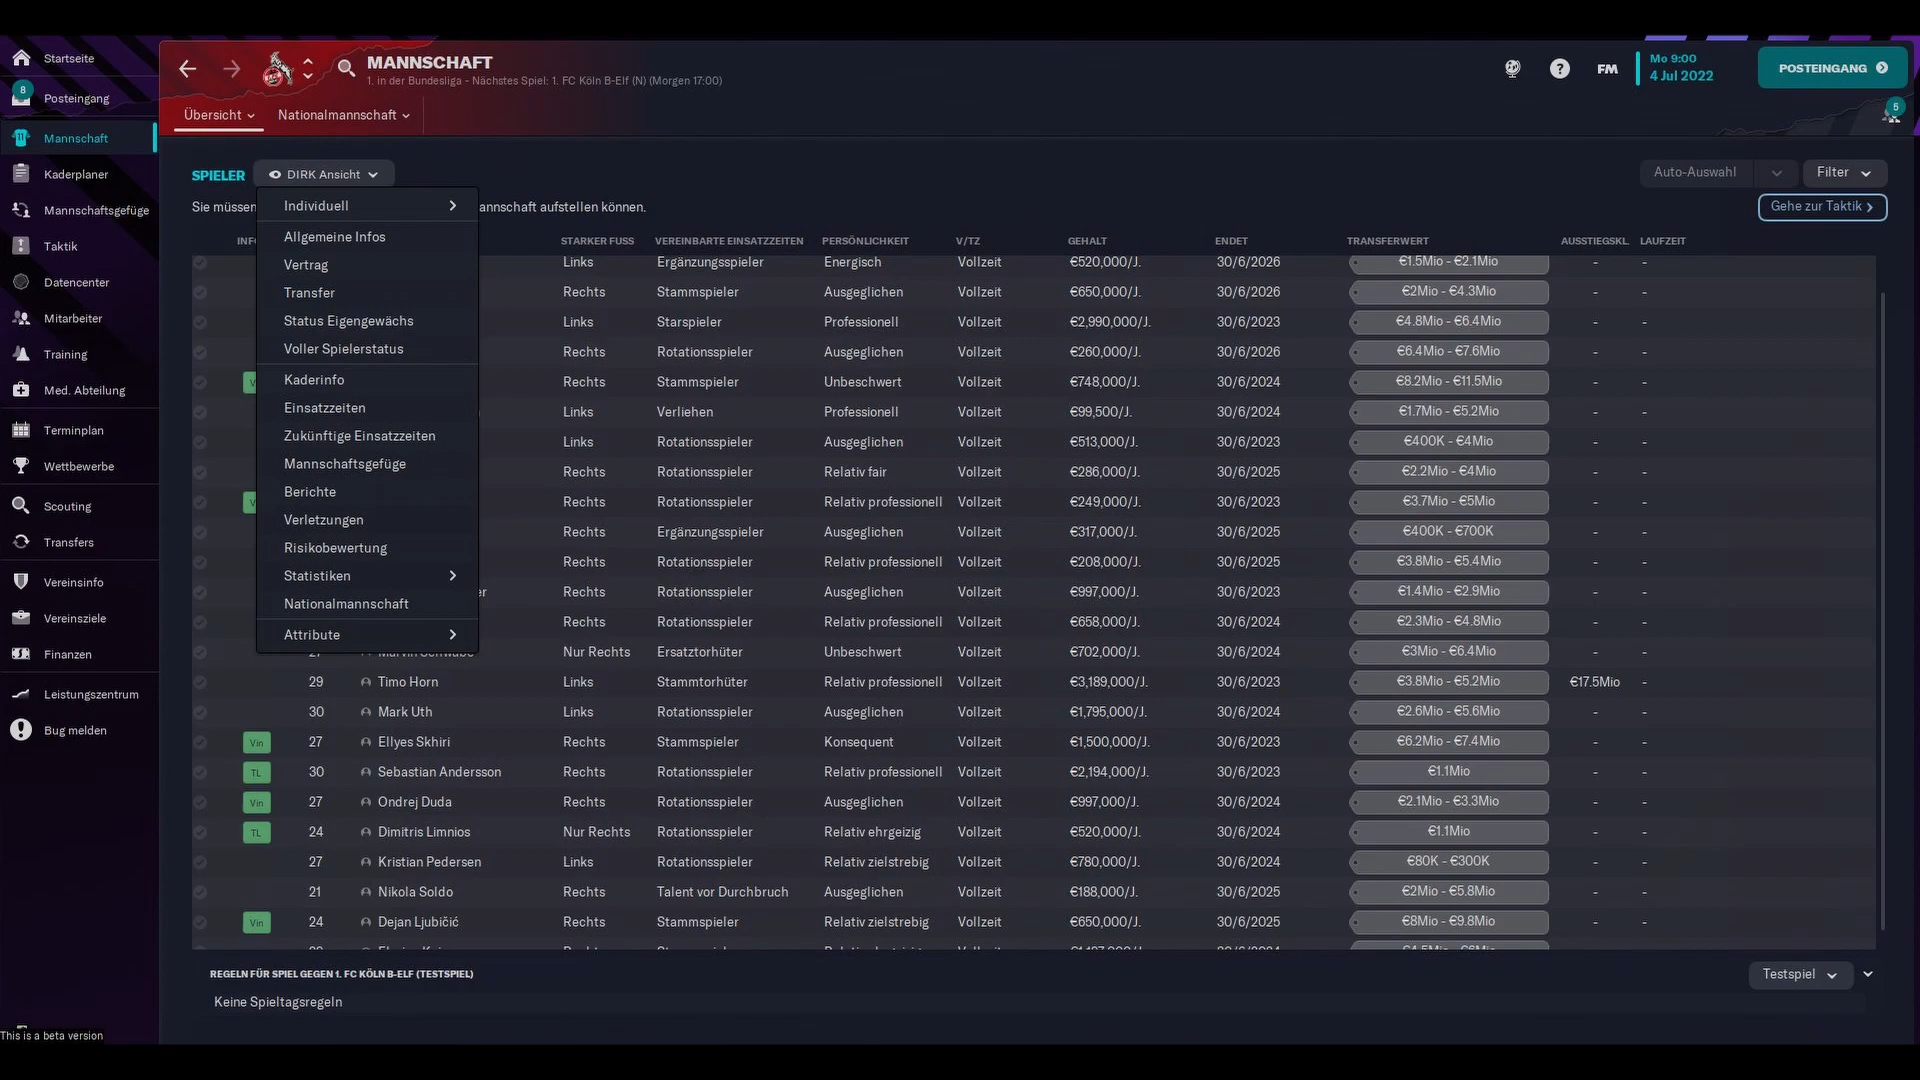 Startseite
8
Posteingang
Mannschaft
Kaderplaner
Mannschaftsgefüge
Taktik
Datencenter
Mitarbeiter
Training
Med. Abteilung
Terminplan
Wettbewerbe
Scouting
Transfers
Vereinsinfo
Vereinsziele
Finanzen
Leistungszentrum
Bug melden
This is a beta version
MANNSCHAFT
1. in der Bundesliga - Nächstes Spiel: 1. FC Köln B-Elf (N) (Morgen 17:00)
FM
Mo 9:00
4 Jul 2022
POSTEINGANG
Übersicht
Nationalmannschaft
5
SPIELER
DIRK Ansicht
Auto-Auswahl
Filter
Sie müssen
annschaft aufstellen können.
Gehe zur Taktik
Individuell
Allgemeine Infos
Vertrag
Transfer
Status Eigengewächs
Voller Spielerstatus
Kaderinfo
Einsatzzeiten
Zukünftige Einsatzzeiten
Mannschaftsgefüge
Berichte
Verletzungen
Risikobewertung
Statistiken
Nationalmannschaft
Attribute
STARKER FUSS VEREINBARTE EINSATZZEITEN PERSÖNLICHKEIT V/TZ GEHALT ENDET TRANSFERWERT AUSSTIEGSKL. LAUFZEIT
Links Ergänzungsspieler Energisch Vollzeit €520,000/J. 30/6/2026 €1.5Mio - €2.1Mio - -
Rechts Stammspieler Ausgeglichen Vollzeit €650,000/J. 30/6/2026 €2Mio - €4.3Mio - -
Links Starspieler Professionell Vollzeit €2,990,000/J. 30/6/2023 €4.8Mio - €6.4Mio - -
Rechts Rotationsspieler Ausgeglichen Vollzeit €260,000/J. 30/6/2026 €6.4Mio - €7.6Mio - -
Rechts Stammspieler Unbeschwert Vollzeit €748,000/J. 30/6/2024 €8.2Mio - €11.5Mio - -
Links Verliehen Professionell Vollzeit €99,500/J. 30/6/2024 €1.7Mio - €5.2Mio - -
Links Rotationsspieler Ausgeglichen Vollzeit €513,000/J. 30/6/2023 €400K - €4Mio - -
Rechts Rotationsspieler Relativ fair Vollzeit €286,000/J. 30/6/2025 €2.2Mio - €4Mio - -
Rechts Rotationsspieler Relativ professionell Vollzeit €249,000/J. 30/6/2023 €3.7Mio - €5Mio - -
Rechts Ergänzungsspieler Ausgeglichen Vollzeit €317,000/J. 30/6/2025 €400K - €700K - -
Rechts Rotationsspieler Relativ professionell Vollzeit €208,000/J. 30/6/2025 €3.8Mio - €5.4Mio - -
er Rechts Rotationsspieler Ausgeglichen Vollzeit €997,000/J. 30/6/2023 €1.4Mio - €2.9Mio - -
Rechts Rotationsspieler Relativ professionell Vollzeit €658,000/J. 30/6/2024 €2.3Mio - €4.8Mio - -
Nur Rechts Ersatztorhüter Unbeschwert Vollzeit €702,000/J. 30/6/2024 €3Mio - €6.4Mio - -
29 Timo Horn Links Stammtorhüter Relativ professionell Vollzeit €3,189,000/J. 30/6/2023 €3.8Mio - €5.2Mio €17.5Mio -
30 Mark Uth Links Rotationsspieler Ausgeglichen Vollzeit €1,795,000/J. 30/6/2024 €2.6Mio - €5.6Mio - -
Vin 27 Ellyes Skhiri Rechts Stammspieler Konsequent Vollzeit €1,500,000/J. 30/6/2023 €6.2Mio - €7.4Mio - -
TL 30 Sebastian Andersson Rechts Rotationsspieler Relativ professionell Vollzeit €2,194,000/J. 30/6/2023 €1.1Mio - -
Vin 27 Ondrej Duda Rechts Rotationsspieler Ausgeglichen Vollzeit €997,000/J. 30/6/2024 €2.1Mio - €3.3Mio - -
TL 24 Dimitris Limnios Nur Rechts Rotationsspieler Relativ ehrgeizig Vollzeit €520,000/J. 30/6/2024 €1.1Mio - -
27 Kristian Pedersen Links Rotationsspieler Relativ zielstrebig Vollzeit €780,000/J. 30/6/2024 €80K - €300K - -
21 Nikola Soldo Rechts Talent vor Durchbruch Ausgeglichen Vollzeit €188,000/J. 30/6/2025 €2Mio - €5.8Mio - -
Vin 24 Dejan Ljubičić Rechts Stammspieler Relativ zielstrebig Vollzeit €650,000/J. 30/6/2025 €8Mio - €9.8Mio - -
REGELN FÜR SPIEL GEGEN 1. FC KÖLN B-ELF (TESTSPIEL)
Testspiel
Keine Spieltagsregeln